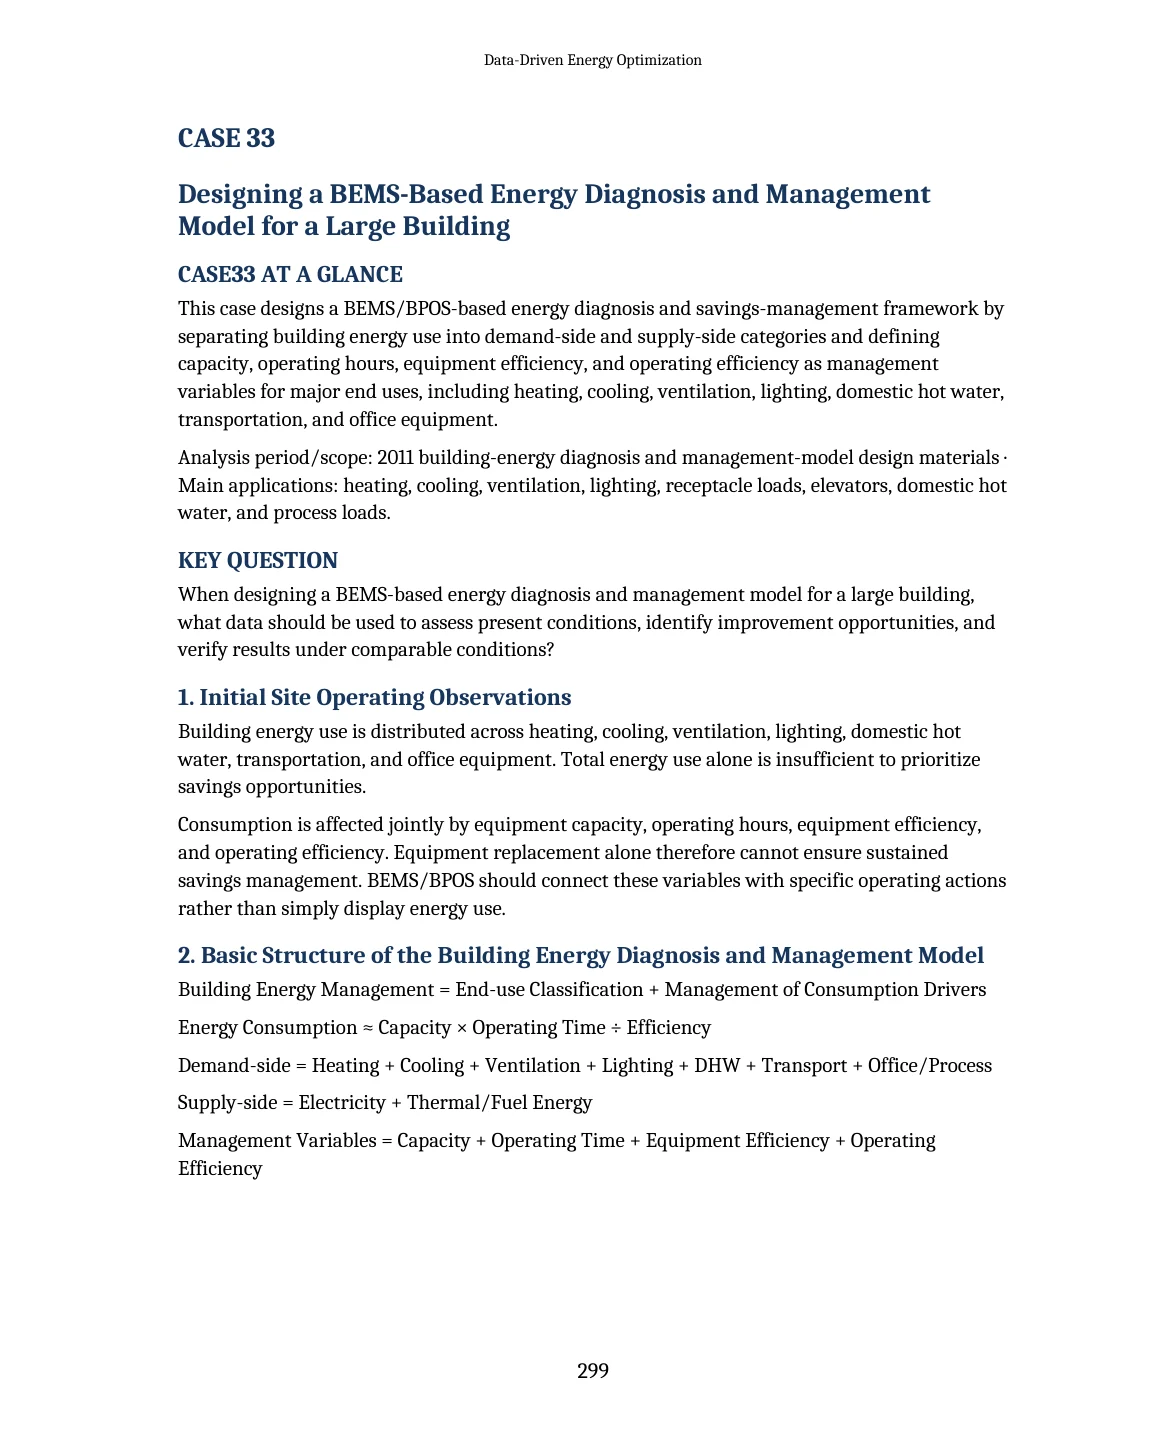 Data-Driven Energy Optimization
CASE 33
Designing a BEMS-Based Energy Diagnosis and Management
Model for a Large Building
CASE33 AT A GLANCE
This case designs a BEMS/BPOS-based energy diagnosis and savings-management framework by
separating building energy use into demand-side and supply-side categories and defining
capacity, operating hours, equipment efficiency, and operating efficiency as management
variables for major end uses, including heating, cooling, ventilation, lighting, domestic hot water,
transportation, and office equipment.
Analysis period/scope: 2011 building-energy diagnosis and management-model design materials ·
Main applications: heating, cooling, ventilation, lighting, receptacle loads, elevators, domestic hot
water, and process loads.
KEY QUESTION
When designing a BEMS-based energy diagnosis and management model for a large building,
what data should be used to assess present conditions, identify improvement opportunities, and
verify results under comparable conditions?
1. Initial Site Operating Observations
Building energy use is distributed across heating, cooling, ventilation, lighting, domestic hot
water, transportation, and office equipment. Total energy use alone is insufficient to prioritize
savings opportunities.
Consumption is affected jointly by equipment capacity, operating hours, equipment efficiency,
and operating efficiency. Equipment replacement alone therefore cannot ensure sustained
savings management. BEMS/BPOS should connect these variables with specific operating actions
rather than simply display energy use.
2. Basic Structure of the Building Energy Diagnosis and Management Model
Building Energy Management = End-use Classification + Management of Consumption Drivers
Energy Consumption ≈ Capacity × Operating Time ÷ Efficiency
Demand-side = Heating + Cooling + Ventilation + Lighting + DHW + Transport + Office/Process
Supply-side = Electricity + Thermal/Fuel Energy
Management Variables = Capacity + Operating Time + Equipment Efficiency + Operating
Efficiency
299